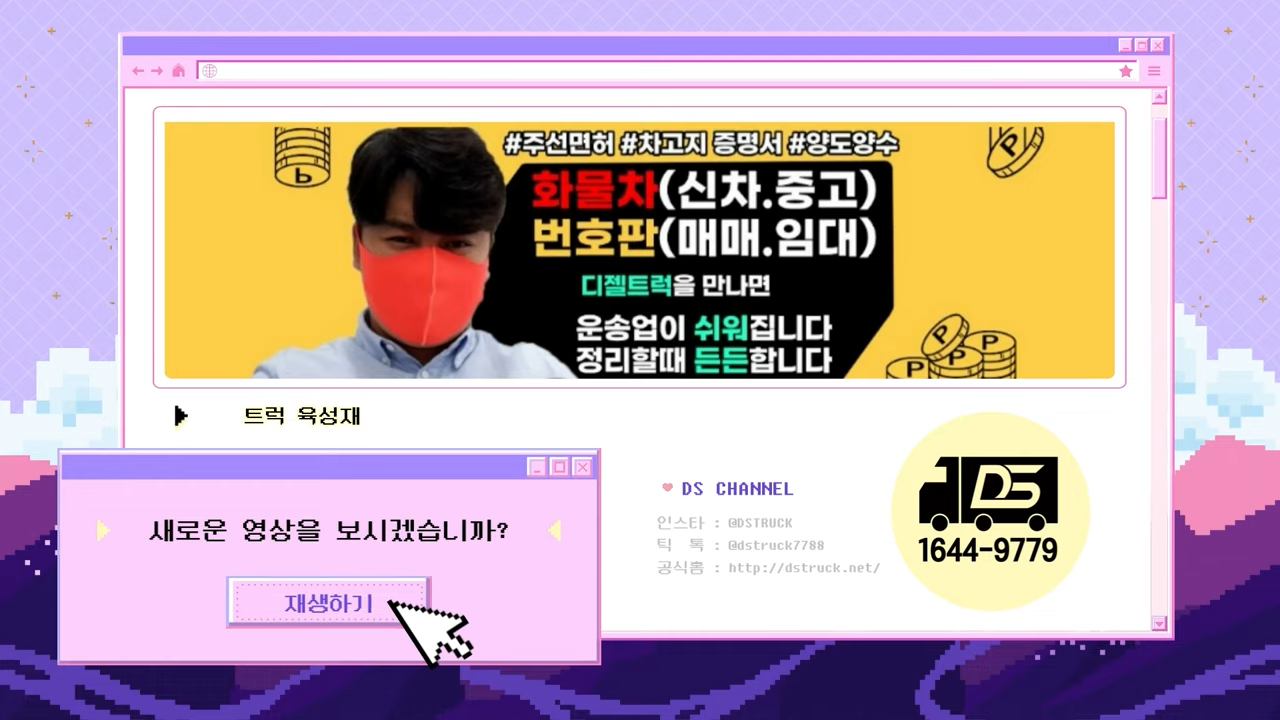 #주선면허 #차고지 증명서 #양도양수
화물차(신차.중고)
번호판(매매.임대)
디젤트럭을 만나면
운송업이 쉬워집니다
정리할때 든든합니다
트럭 육성재
새로운 영상을 보시겠습니까?
재생하기
DS CHANNEL
인스타 : @DSTRUCK
틱 톡 : @dstruck7788
공식홈 : http://dstruck.net/
DS
1644-9779